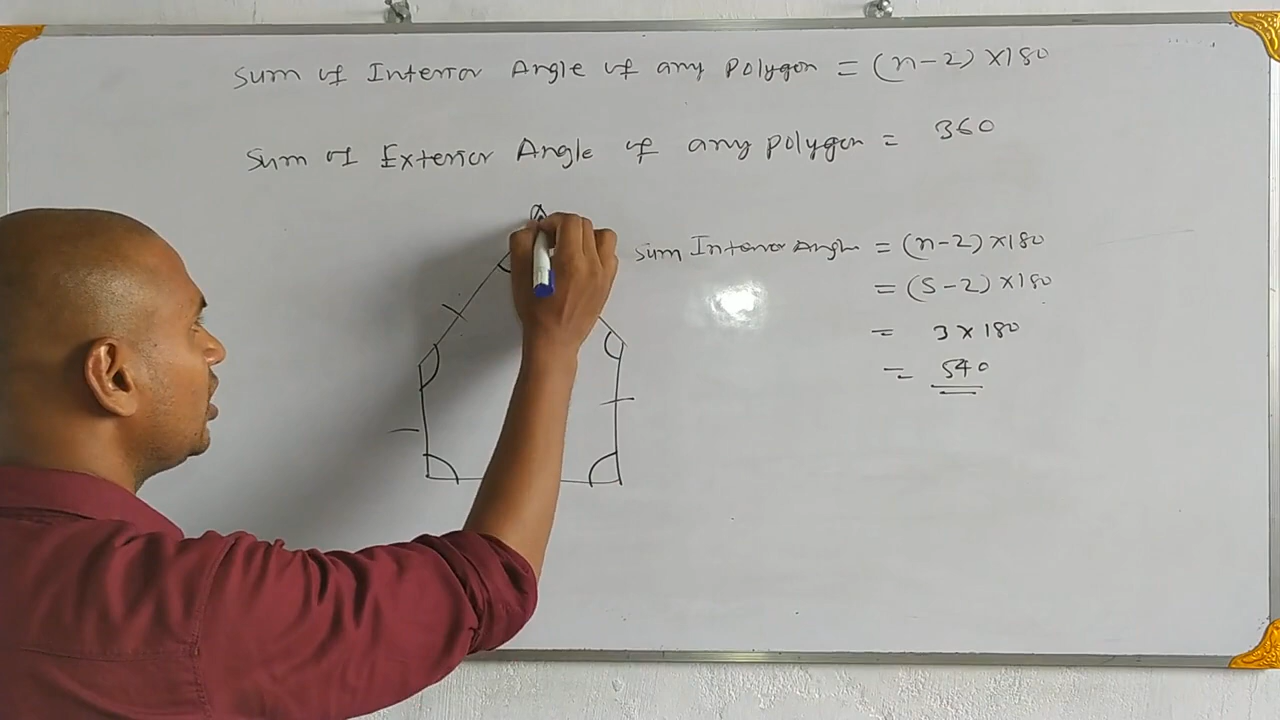 Sum of Interior Angle of any Polygon = (n-2) ×180
Sum of Exterior Angle of any polygon = 360
Sum Interior Angle = (n-2) ×180
= (5-2) ×180
= 3 × 180
= 540